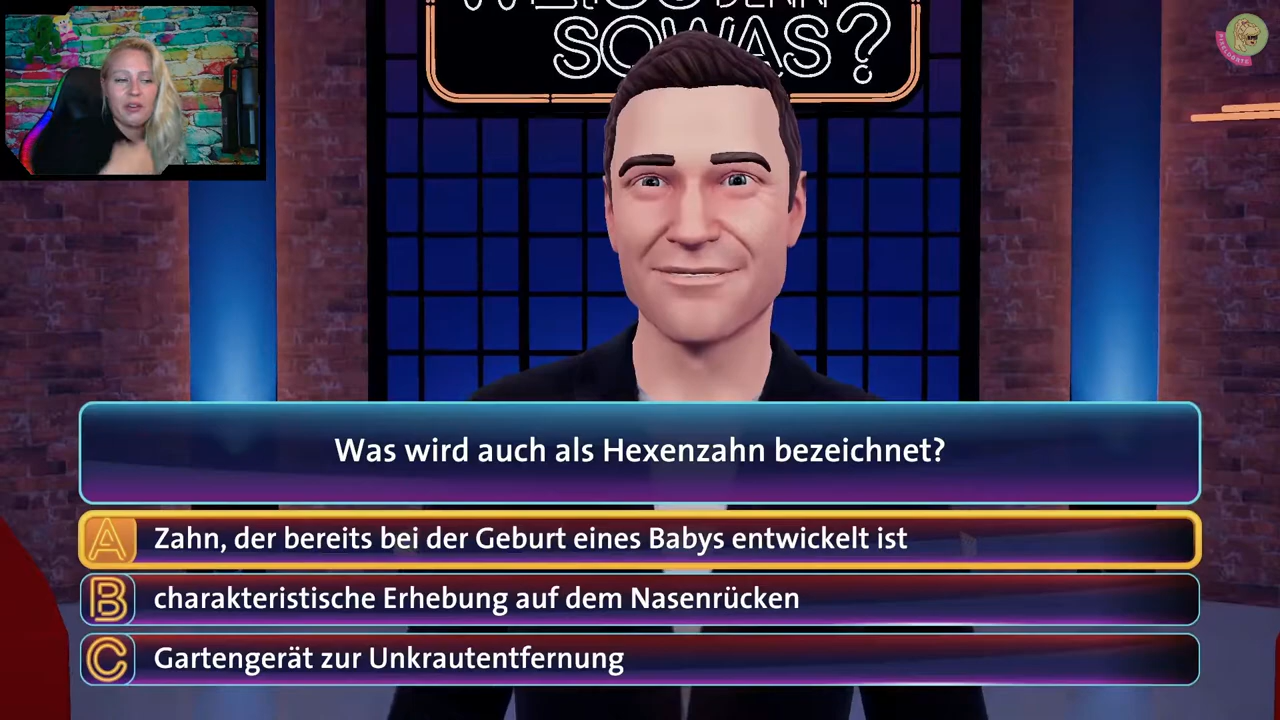 SOWAS?
Was wird auch als Hexenzahn bezeichnet?
A Zahn, der bereits bei der Geburt eines Babys entwickelt ist
B charakteristische Erhebung auf dem Nasenrücken
C Gartengerät zur Unkrautentfernung